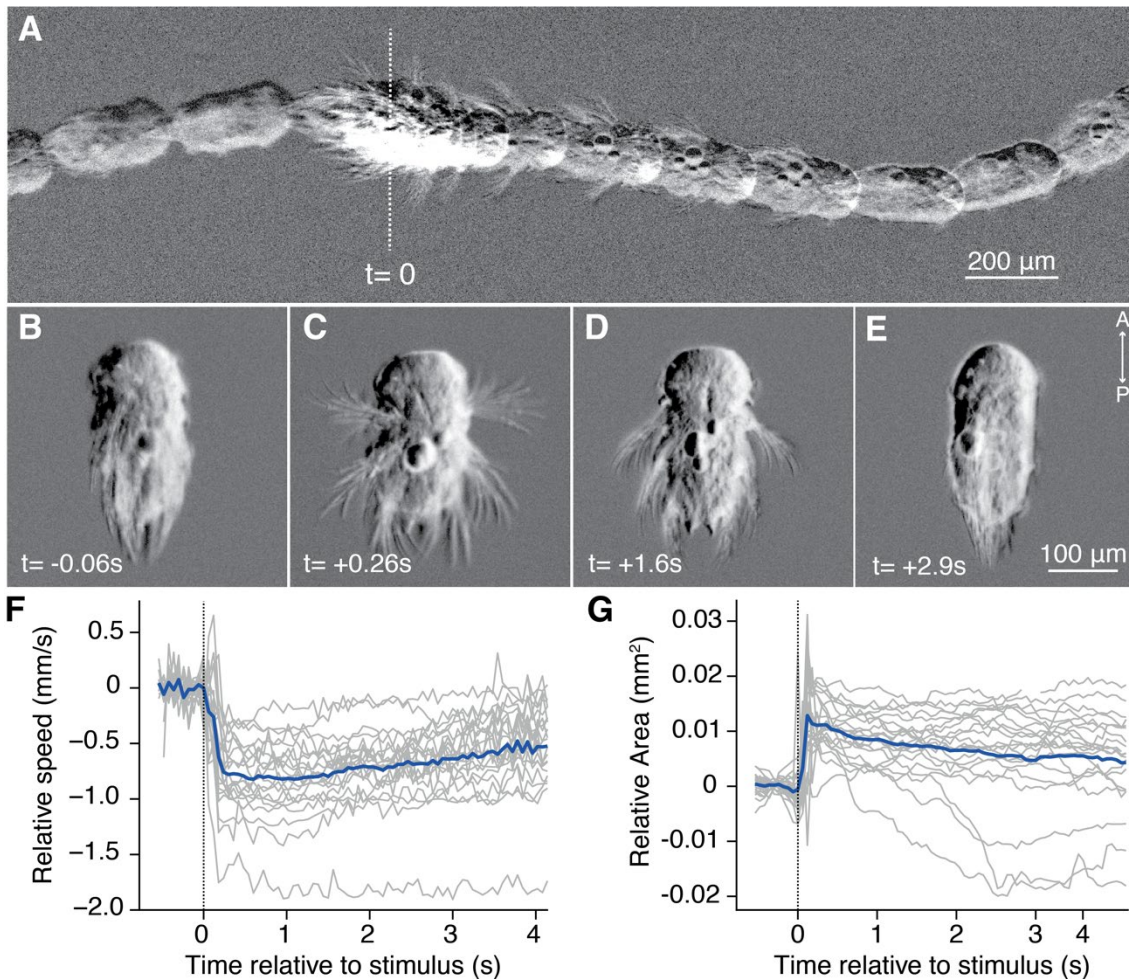 A
t= 0
200 µm
B
t= -0.06s
C
t= +0.26s
D
t= +1.6s
E
A
P
t= +2.9s
100 µm
F
Relative speed (mm/s)
0.5
0
−0.5
−1.0
−1.5
−2.0
0 1 2 3 4
Time relative to stimulus (s)
G
Relative Area (mm²)
0.03
0.02
0.01
0
-0.01
-0.02
0 1 2 3 4
Time relative to stimulus (s)